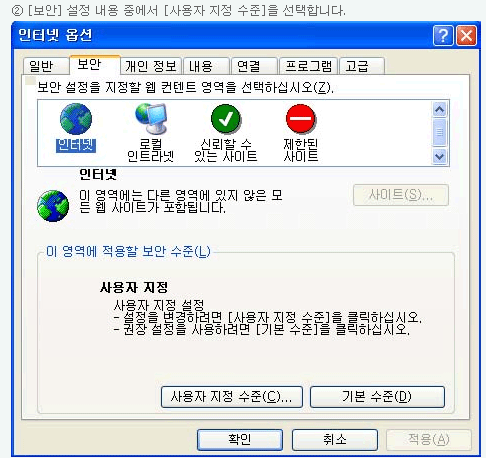 ② [보안] 설정 내용 중에서 [사용자 지정 수준]을 선택합니다.
인터넷 옵션
일반 보안 개인 정보 내용 연결 프로그램 고급
보안 설정을 지정할 웹 컨텐트 영역을 선택하십시오(Z).
인터넷 로컬 인트라넷 신뢰할 수 있는 사이트 제한된 사이트
인터넷
이 영역에는 다른 영역에 있지 않은 모
든 웹 사이트가 포함됩니다.
사이트(S)...
이 영역에 적용할 보안 수준(L)
사용자 지정
사용자 지정 설정
- 설정을 변경하려면 [사용자 지정 수준]을 클릭하십시오.
- 권장 설정을 사용하려면 [기본 수준]을 클릭하십시오.
사용자 지정 수준(C)... 기본 수준(D)
확인 취소 적용(A)